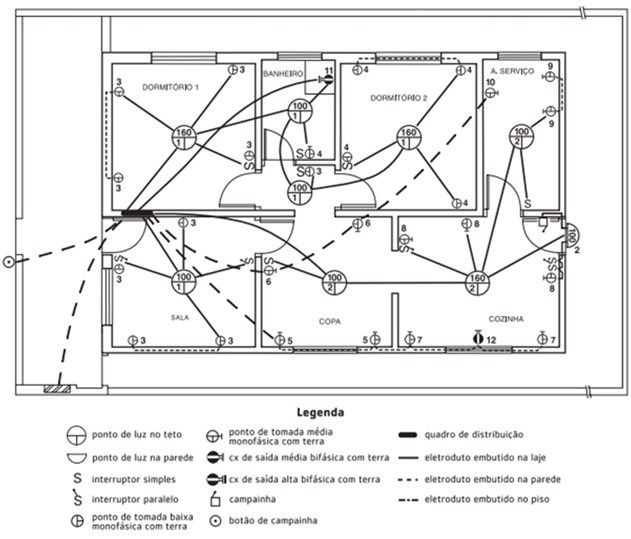 3
3
BANHEIRO
11
4
4
A. SERVIÇO
9
10
DORMITÓRIO 1
DORMITÓRIO 2
100
1
9
160
1
160
1
100
2
3
S
4
4
S
S
3
3
100
1
4
S
3
6
8
8
100
2
S
S
6
S
3
100
1
100
2
160
2
S
8
SALA
COPA
COZINHA
3
3
5
5
7
12
7
Legenda
ponto de luz no teto
ponto de tomada média
monofásica com terra
quadro de distribuição
ponto de luz na parede
cx de saída média bifásica com terra
eletroduto embutido na laje
S interruptor simples
cx de saída alta bifásica com terra
eletroduto embutido na parede
S interruptor paralelo
campainha
eletroduto embutido no piso
ponto de tomada baixa
monofásica com terra
botão de campainha